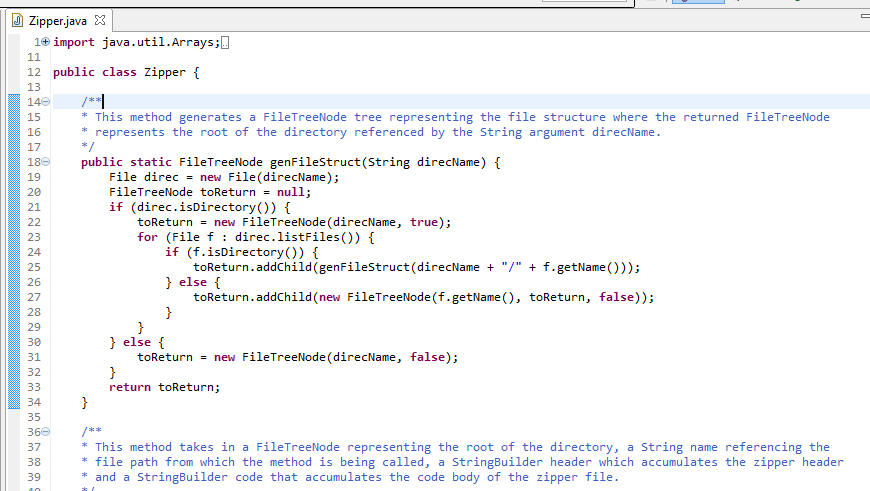 Zipper.java
1 import java.util.Arrays;
11
12 public class Zipper {
13
14 /**
15 * This method generates a FileTreeNode tree representing the file structure where the returned FileTreeNode
16 * represents the root of the directory referenced by the String argument direcName.
17 */
18 public static FileTreeNode genFileStruct(String direcName) {
19 File direc = new File(direcName);
20 FileTreeNode toReturn = null;
21 if (direc.isDirectory()) {
22 toReturn = new FileTreeNode(direcName, true);
23 for (File f : direc.listFiles()) {
24 if (f.isDirectory()) {
25 toReturn.addChild(genFileStruct(direcName + "/" + f.getName()));
26 } else {
27 toReturn.addChild(new FileTreeNode(f.getName(), toReturn, false));
28 }
29 }
30 } else {
31 toReturn = new FileTreeNode(direcName, false);
32 }
33 return toReturn;
34 }
35
36 /**
37 * This method takes in a FileTreeNode representing the root of the directory, a String name referencing the
38 * file path from which the method is being called, a StringBuilder header which accumulates the zipper header
39 * and a StringBuilder code that accumulates the code body of the zipper file.
40 */